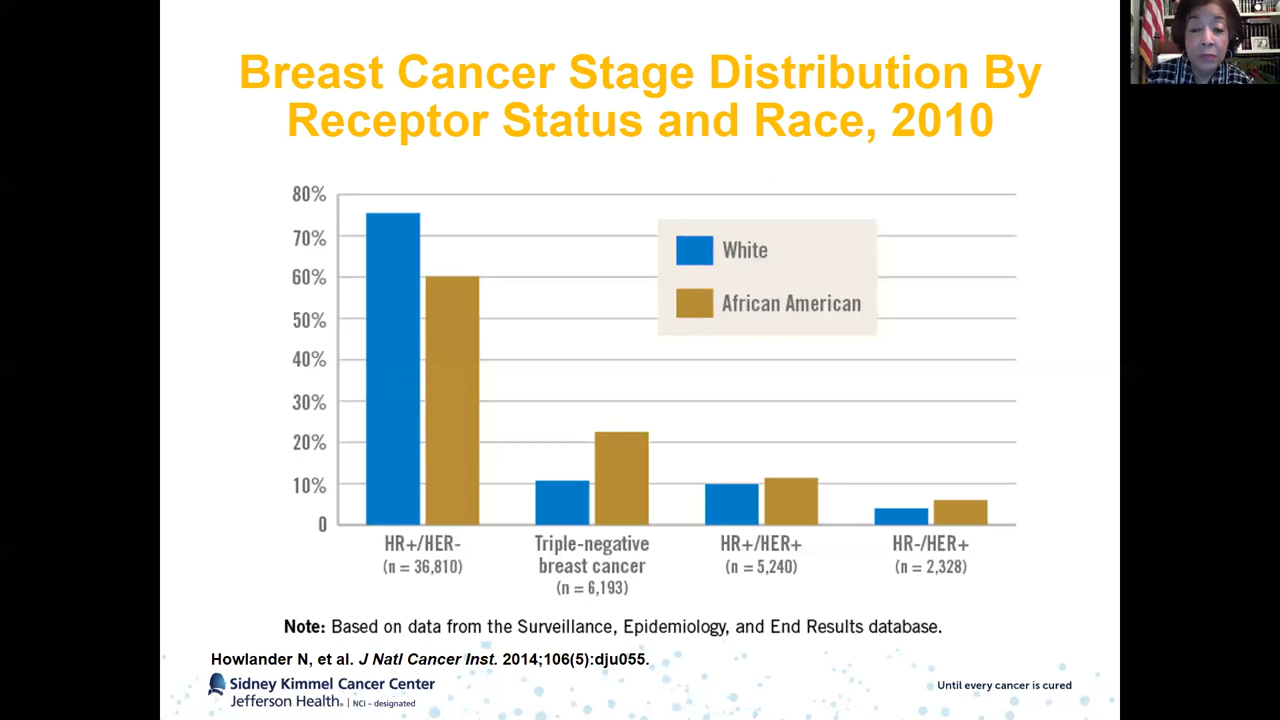 Breast Cancer Stage Distribution By
Receptor Status and Race, 2010
80%
70%
60%
50%
40%
30%
20%
10%
0
White
African American
HR+/HER-
(n = 36,810)
Triple-negative
breast cancer
(n = 6,193)
HR+/HER+
(n = 5,240)
HR-/HER+
(n = 2,328)
Note: Based on data from the Surveillance, Epidemiology, and End Results database.
Howlander N, et al. J Natl Cancer Inst. 2014;106(5):dju055.
Sidney Kimmel Cancer Center
Jefferson Health. | NCI – designated
Until every cancer is cured